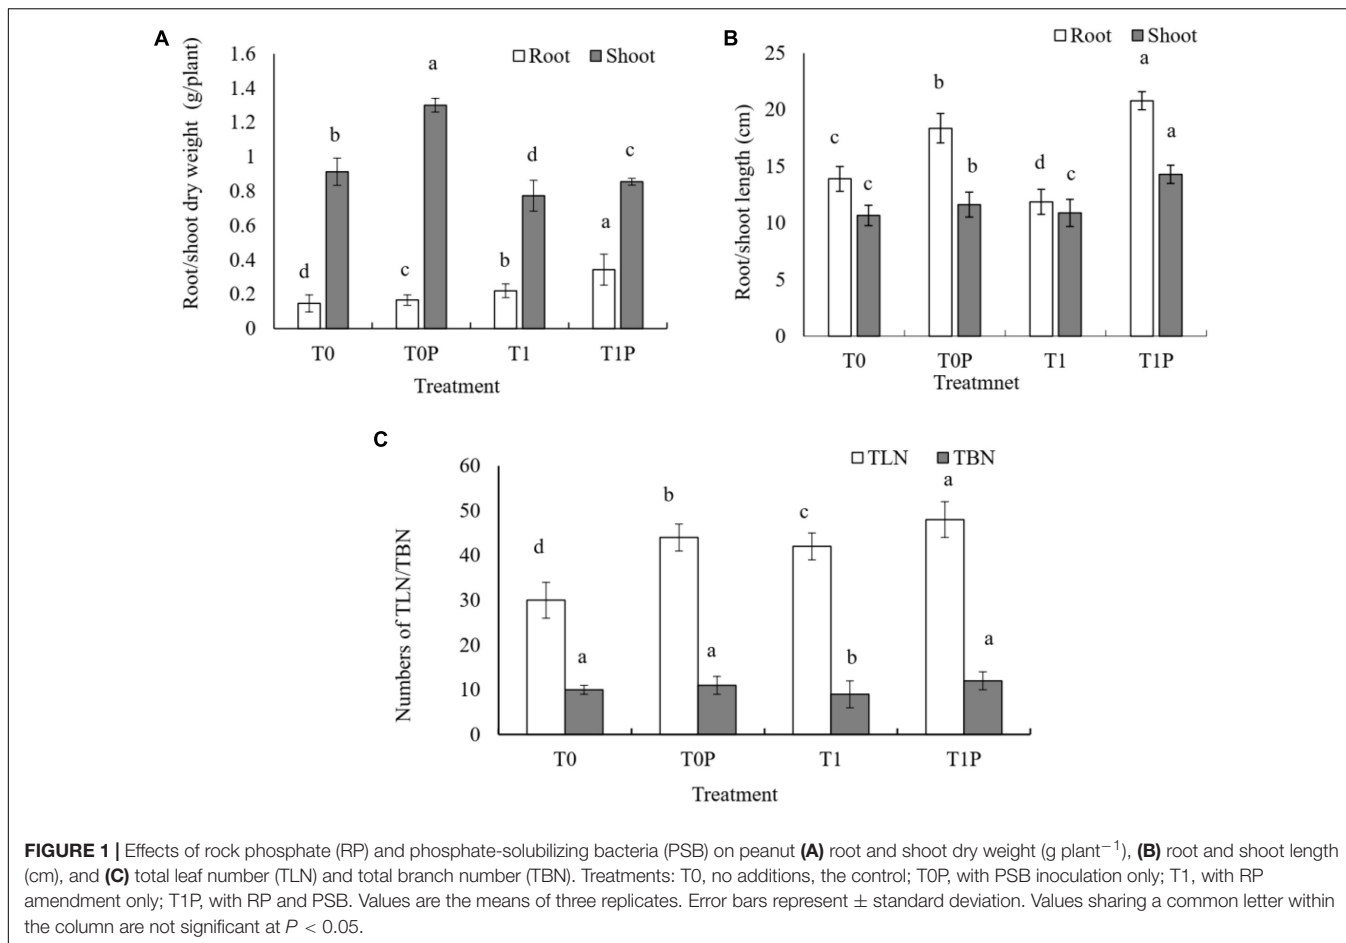 A
Root Shoot
Root/shoot dry weight (g/plant)
1.6
1.4
1.2
1
0.8
0.6
0.4
0.2
0
b
a
d
c
d
c
b
a
T0 T0P T1 T1P
Treatment
B
Root Shoot
Root/shoot length (cm)
25
20
15
10
5
0
c
c
b
b
d
c
a
a
T0 T0P T1 T1P
Treatmnet
C
TLN TBN
Numbers of TLN/TBN
60
50
40
30
20
10
0
d
a
b
a
c
b
a
a
T0 T0P T1 T1P
Treatment
FIGURE 1 | Effects of rock phosphate (RP) and phosphate-solubilizing bacteria (PSB) on peanut (A) root and shoot dry weight (g plant−1), (B) root and shoot length
(cm), and (C) total leaf number (TLN) and total branch number (TBN). Treatments: T0, no additions, the control; T0P, with PSB inoculation only; T1, with RP
amendment only; T1P, with RP and PSB. Values are the means of three replicates. Error bars represent ± standard deviation. Values sharing a common letter within
the column are not significant at P < 0.05.